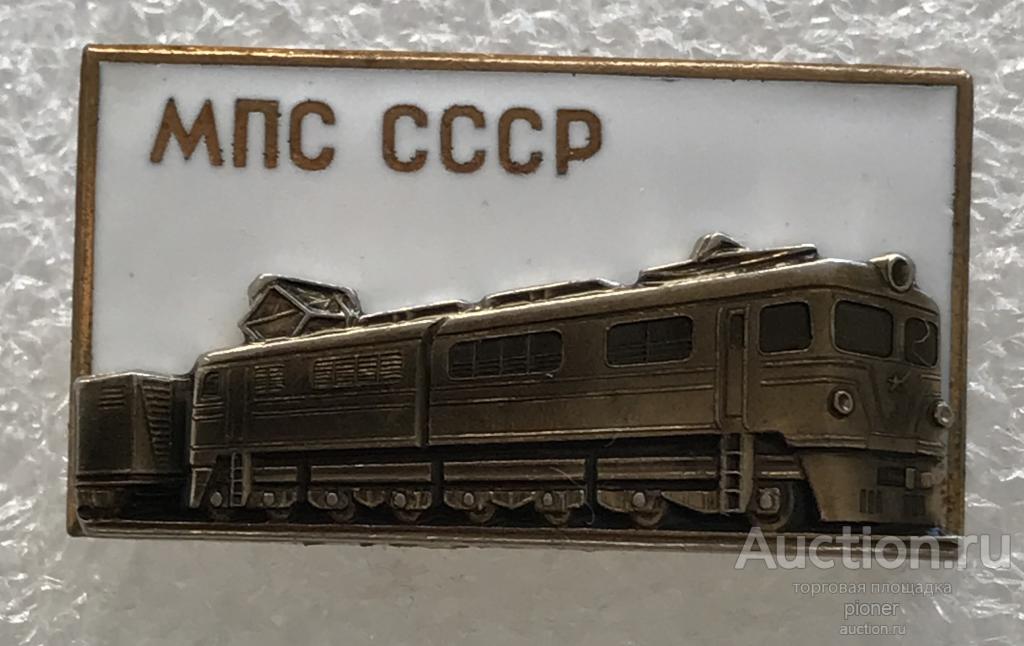 МПС СССР
Auction.ru
торговая площадка
pioner
auction.ru